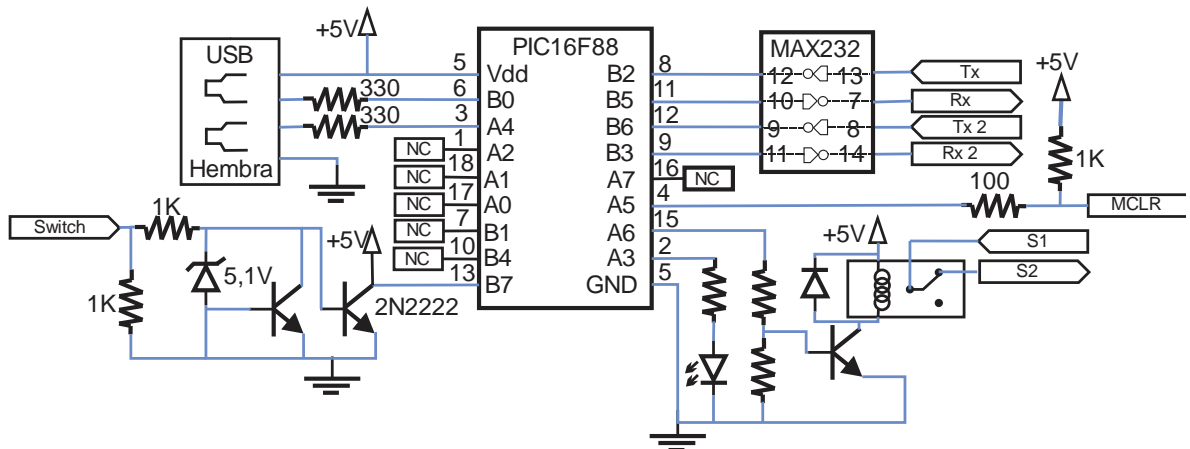 +5V
USB
Hembra
330
330
PIC16F88
5 Vdd
6 B0
3 A4
NC 1 A2
NC 18 A1
NC 17 A0
NC 7 B1
NC 10 B4
13 B7
B2 8
B5 11
B6 12
B3 9
A7 16 NC
A5 4
A6 15
A3 2
GND 5
MAX232
12 13 Tx
10 7 Rx
9 8 Tx 2
11 14 Rx 2
+5V
1K
100
MCLR
Switch
1K
1K
5,1V
+5V
2N2222
+5V
S1
S2